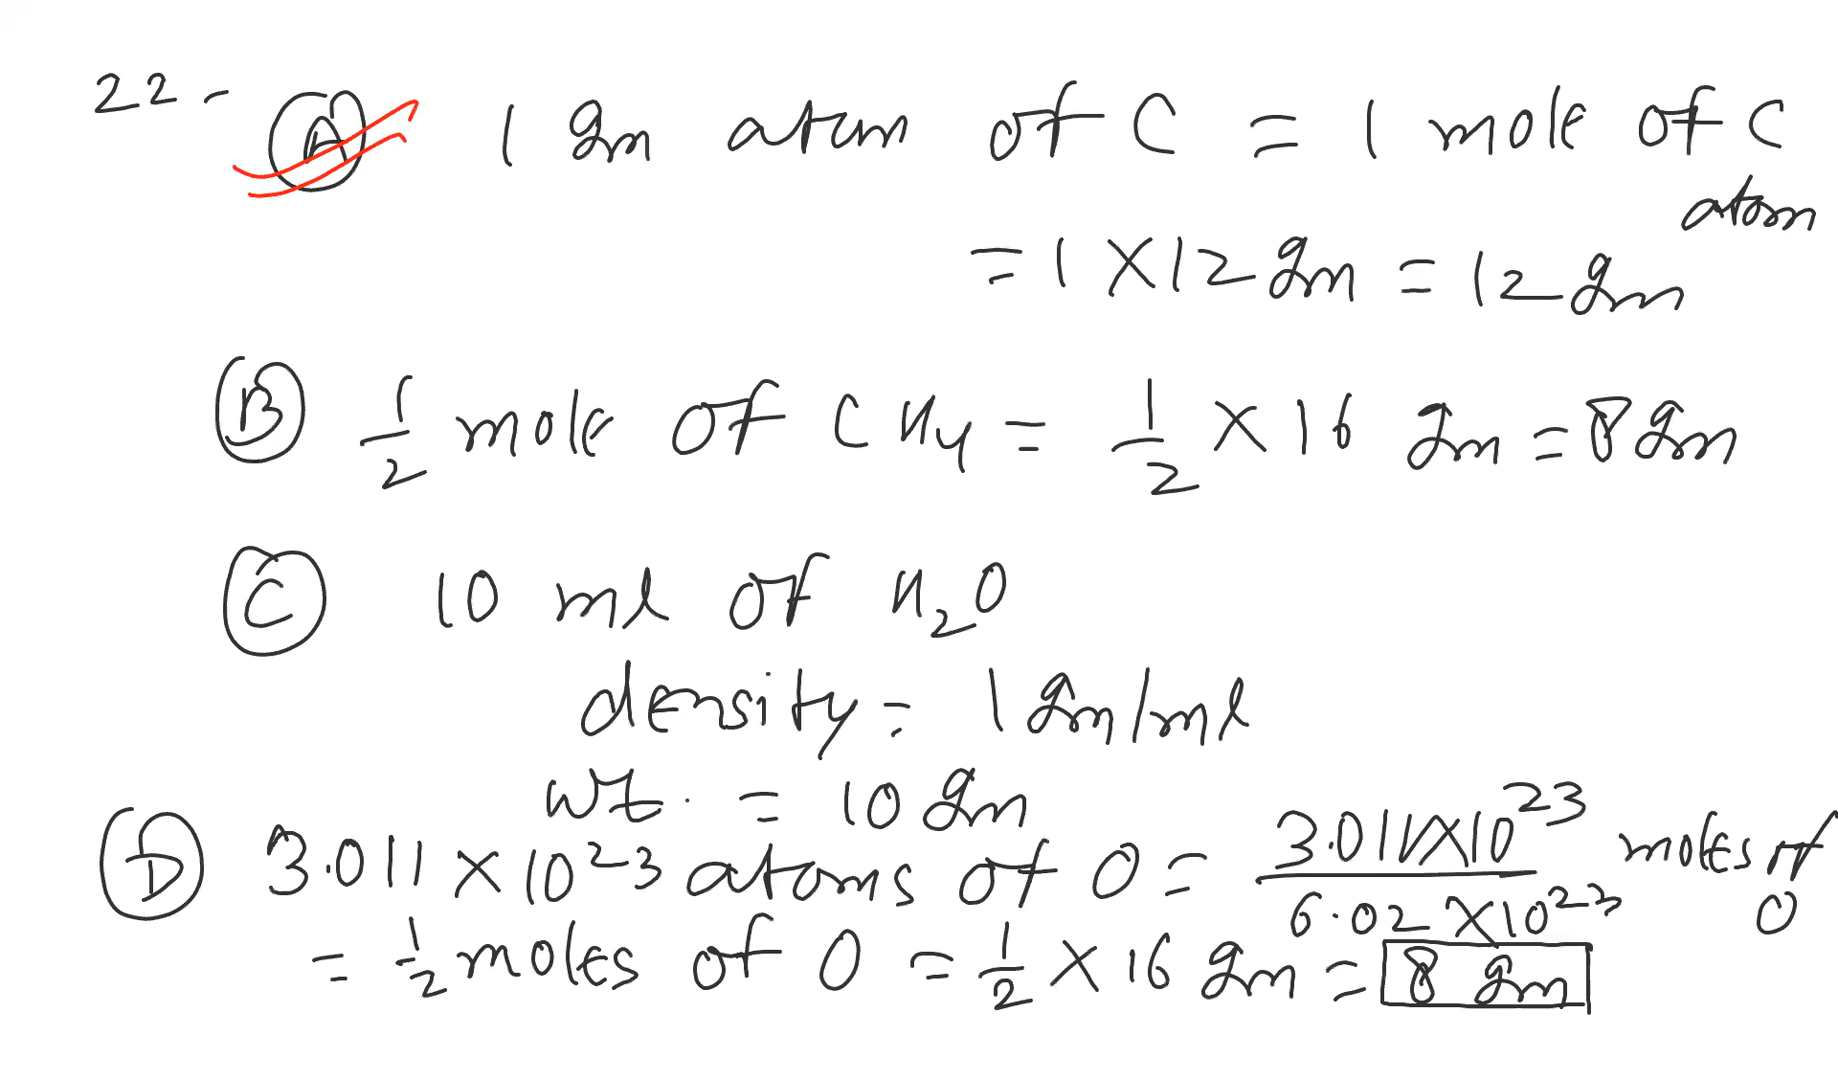 22 - (A) 1 gm atom of C = 1 mole of C atom
= 1 × 12 gm = 12 gm
(B) 1/2 mole of CH4 = 1/2 × 16 gm = 8 gm
(C) 10 ml of H2O
density = 1 gm/ml
wt. = 10 gm
(D) 3.011 × 10^23 atoms of O = 3.011×10^23 / 6.02 × 10^23 moles of O
= 1/2 moles of O = 1/2 × 16 gm = 8 gm